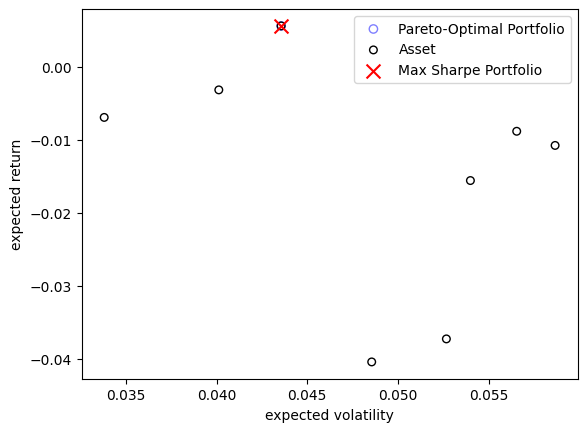 Pareto-Optimal Portfolio
Asset
Max Sharpe Portfolio
0.00
−0.01
−0.02
−0.03
−0.04
expected return
0.035 0.040 0.045 0.050 0.055
expected volatility